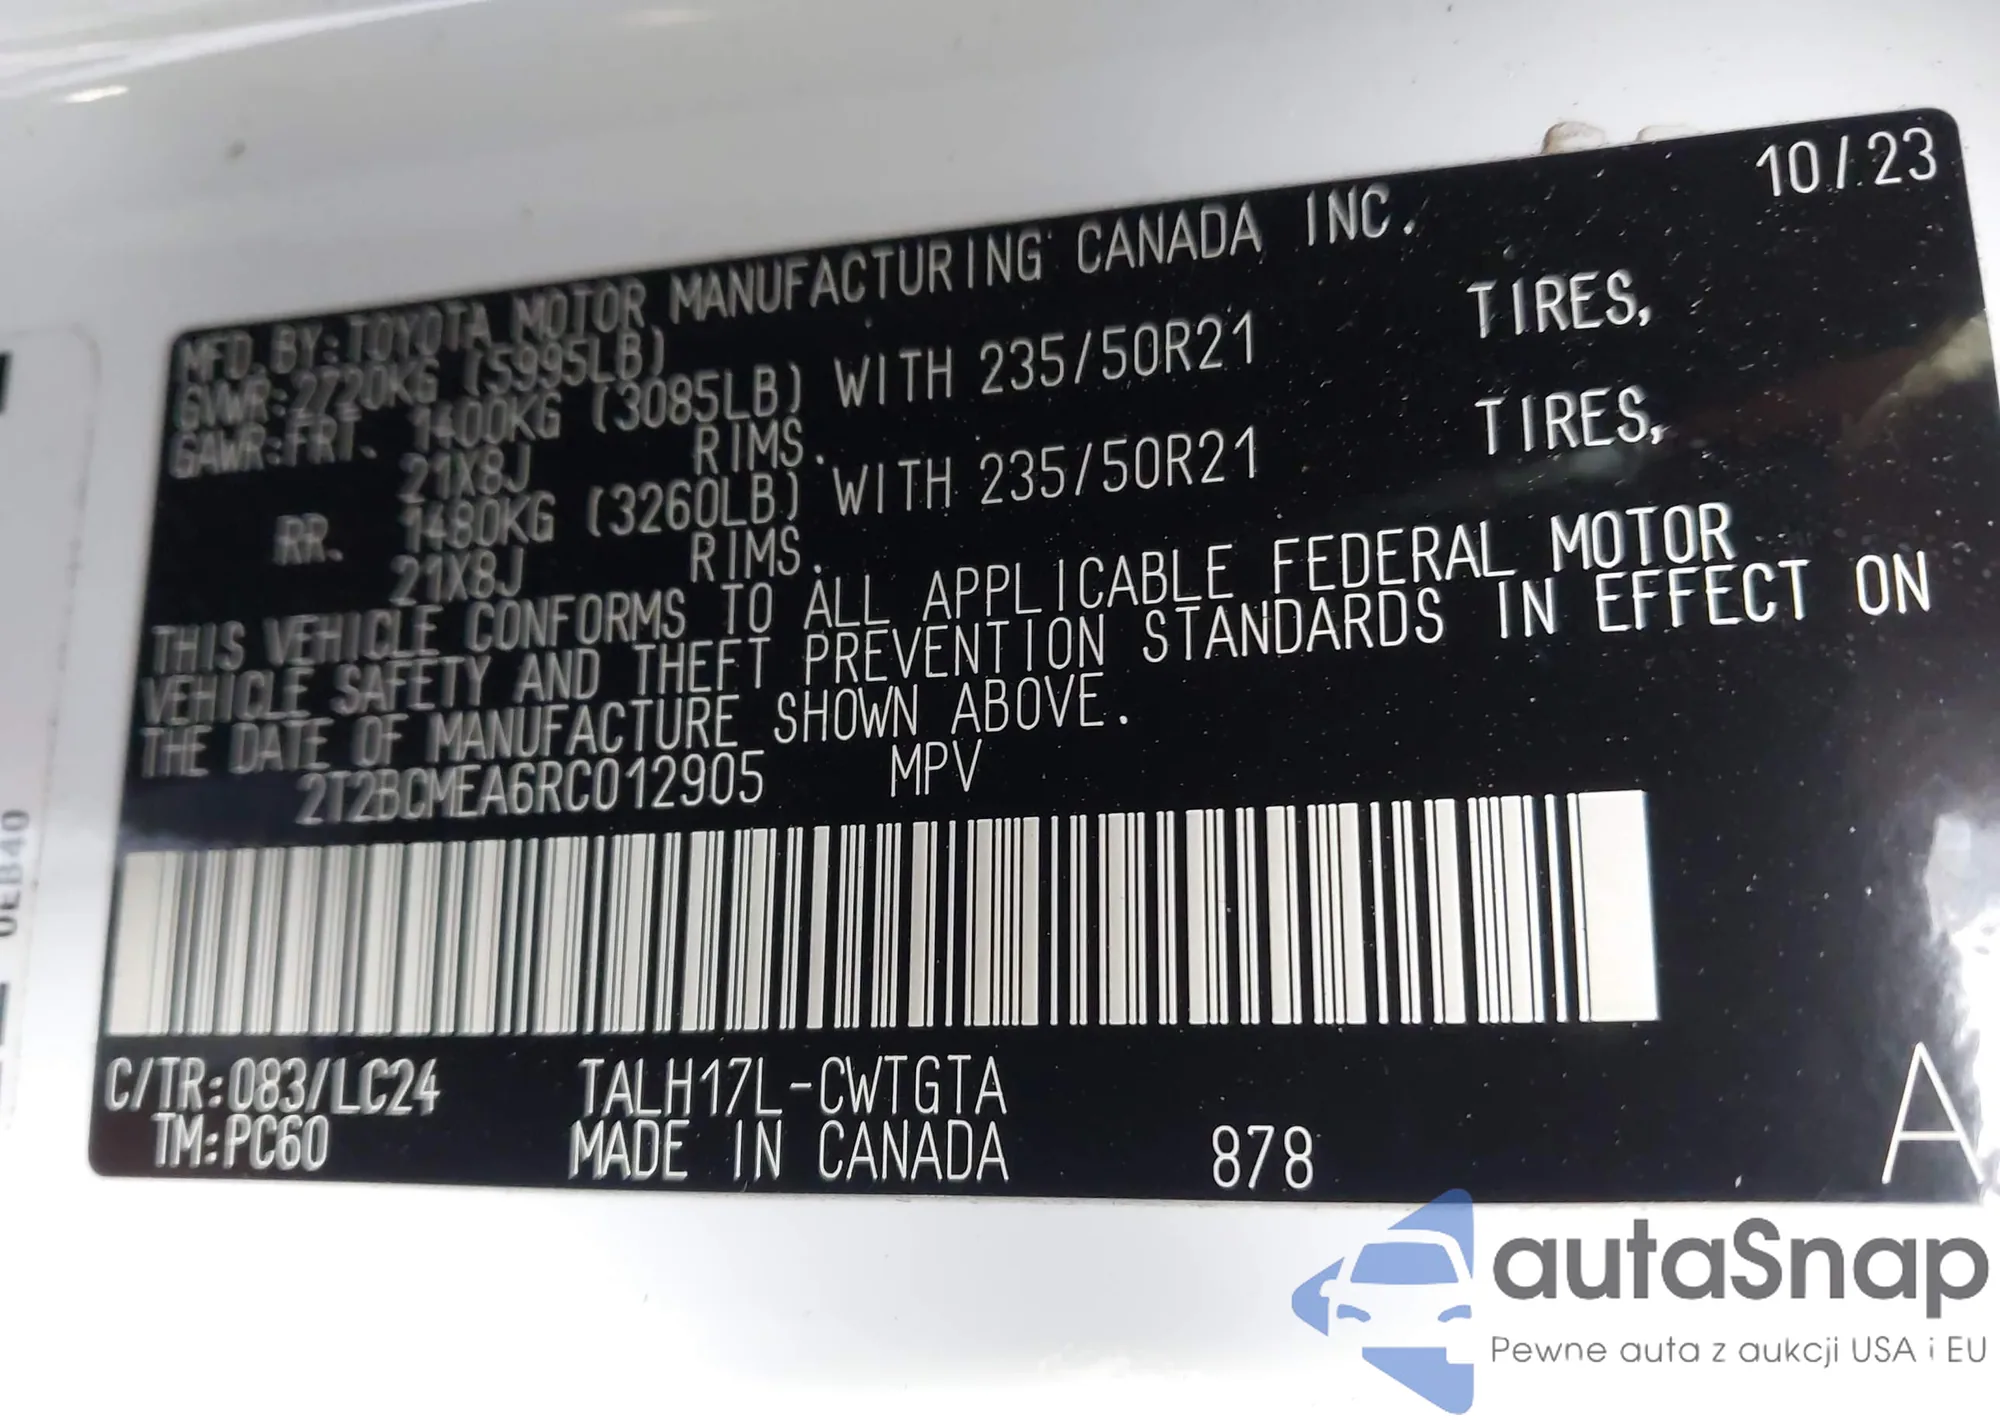 10/23
MFD. BY: TOYOTA MOTOR MANUFACTURING CANADA INC.
GVWR: 2720KG (5995LB)
GAWR: FRT. 1400KG (3085LB) WITH 235/50R21 TIRES,
21X8J RIMS.
RR. 1480KG (3260LB) WITH 235/50R21 TIRES,
21X8J RIMS.
THIS VEHICLE CONFORMS TO ALL APPLICABLE FEDERAL MOTOR
VEHICLE SAFETY AND THEFT PREVENTION STANDARDS IN EFFECT ON
THE DATE OF MANUFACTURE SHOWN ABOVE.
2T2BCMEA6RC012905 MPV
C/TR: 083/LC24 TALH17L-CWTGTA
TM: PC60 MADE IN CANADA 878 A
0EB40
autaSnap
Pewne auta z aukcji USA i EU